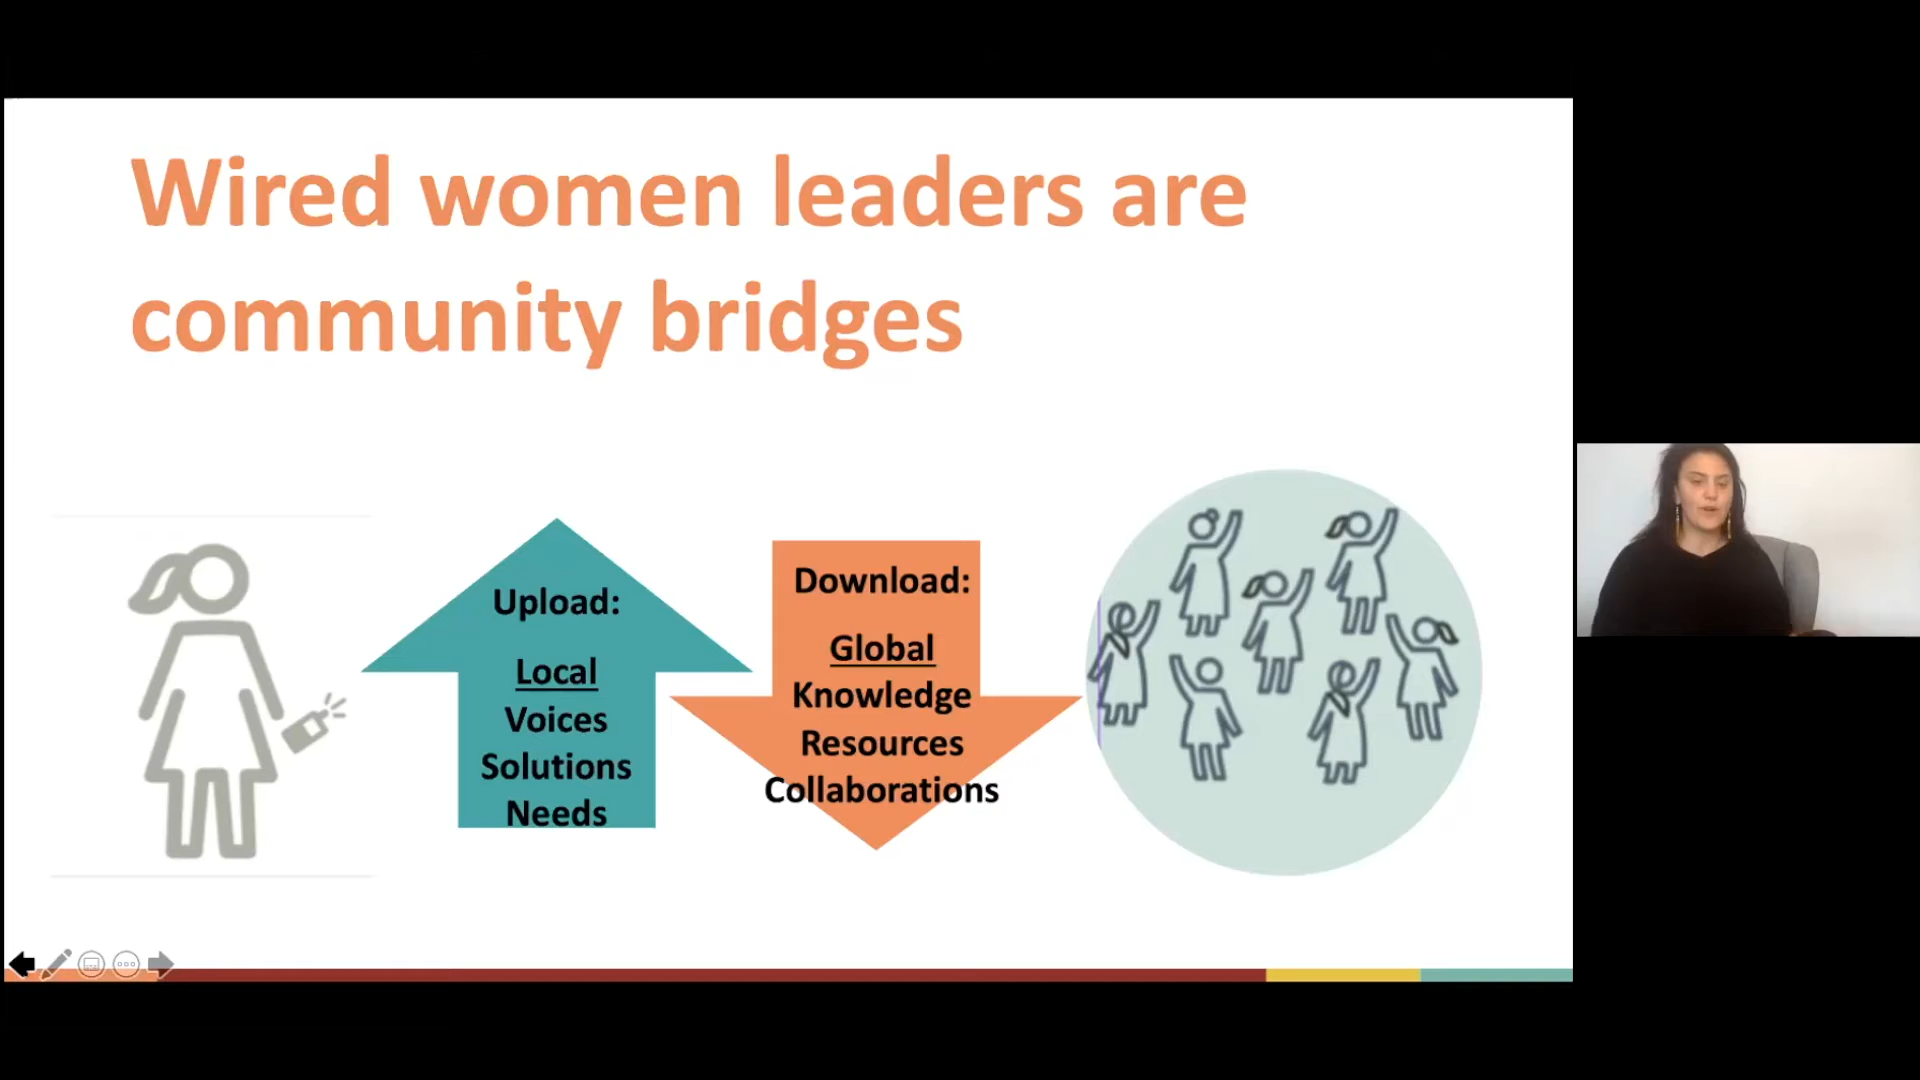 Wired women leaders are
community bridges
Upload:
Local
Voices
Solutions
Needs
Download:
Global
Knowledge
Resources
Collaborations